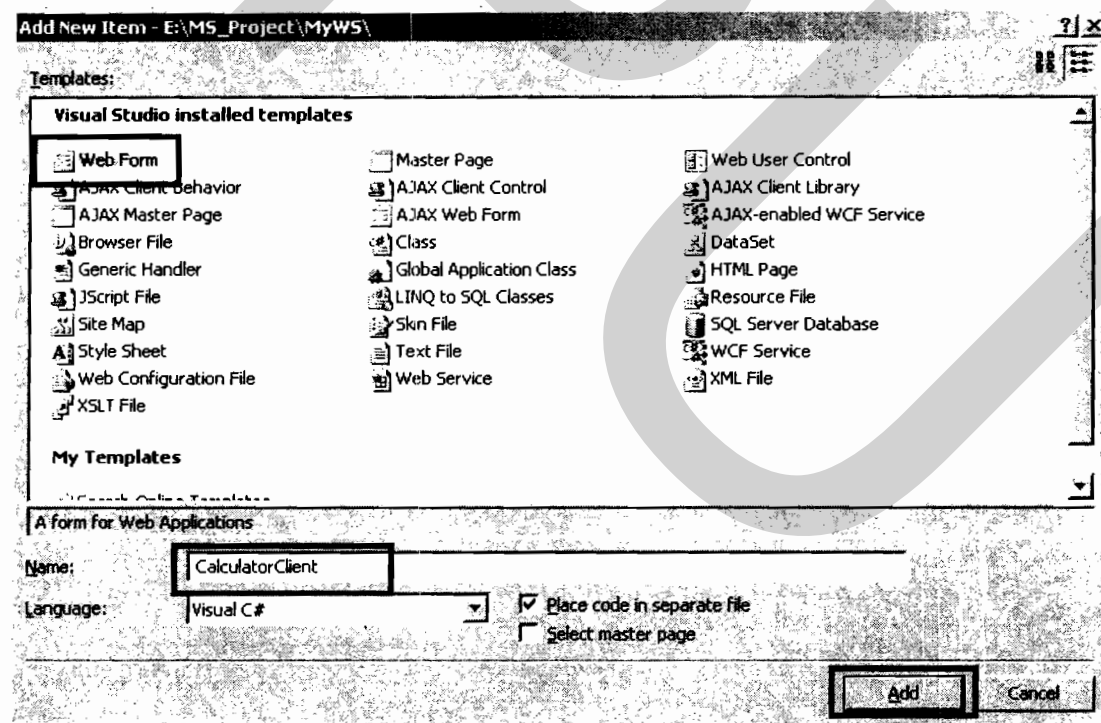 Add New Item - E:\MS_Project\MyWS\
Templates:
Visual Studio installed templates
Web Form Master Page Web User Control
AJAX Client Behavior AJAX Client Control AJAX Client Library
AJAX Master Page AJAX Web Form AJAX-enabled WCF Service
Browser File Class DataSet
Generic Handler Global Application Class HTML Page
JScript File LINQ to SQL Classes Resource File
Site Map Skin File SQL Server Database
Style Sheet Text File WCF Service
Web Configuration File Web Service XML File
XSLT File
My Templates
Search Online Templates
A form for Web Applications
Name: CalculatorClient
Language: Visual C# Place code in separate file
Select master page
Add Cancel